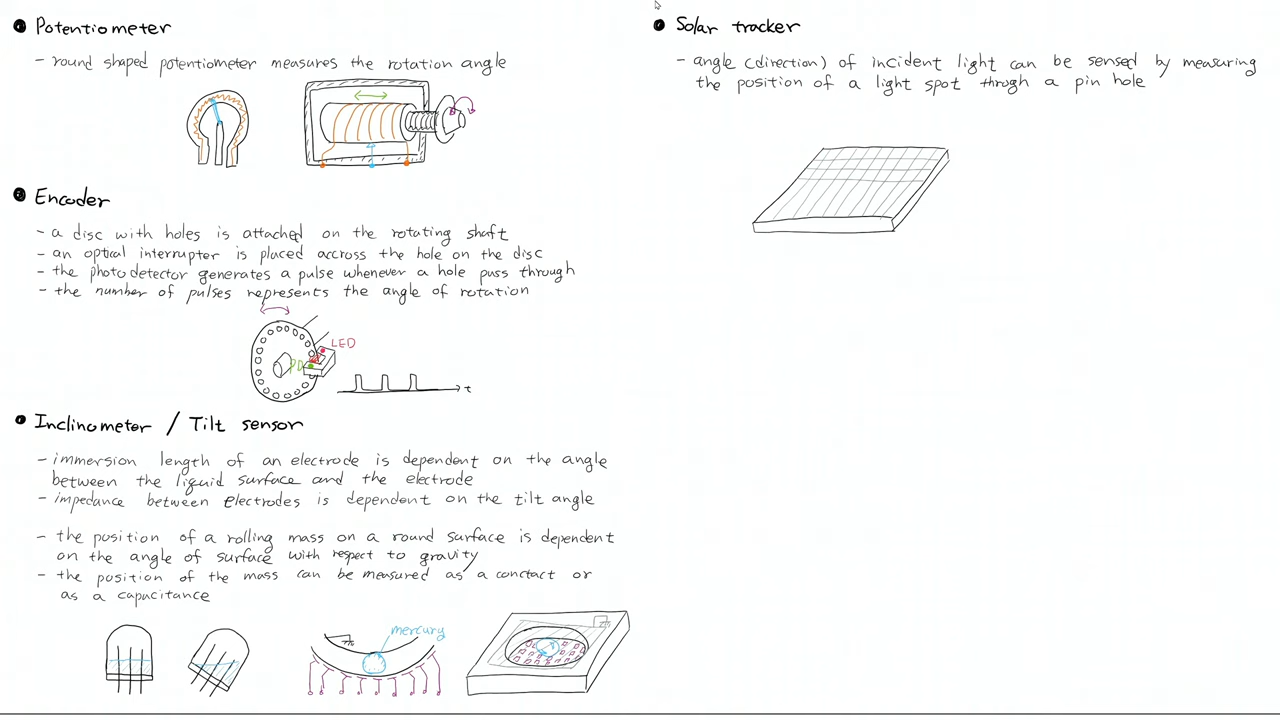 Potentiometer
- round shaped potentiometer measures the rotation angle
Encoder
- a disc with holes is attached on the rotating shaft
- an optical interrupter is placed accross the hole on the disc
- the photodetector generates a pulse whenever a hole pass through
- the number of pulses represents the angle of rotation
LED
PD
t
Inclinometer / Tilt sensor
- immersion length of an electrode is dependent on the angle
between the liquid surface and the electrode
- impedance between electrodes is dependent on the tilt angle
- the position of a rolling mass on a round surface is dependent
on the angle of surface with respect to gravity
- the position of the mass can be measured as a conctact or
as a capacitance
mercury
Solar tracker
- angle (direction) of incident light can be sensed by measuring
the position of a light spot throgh a pin hole